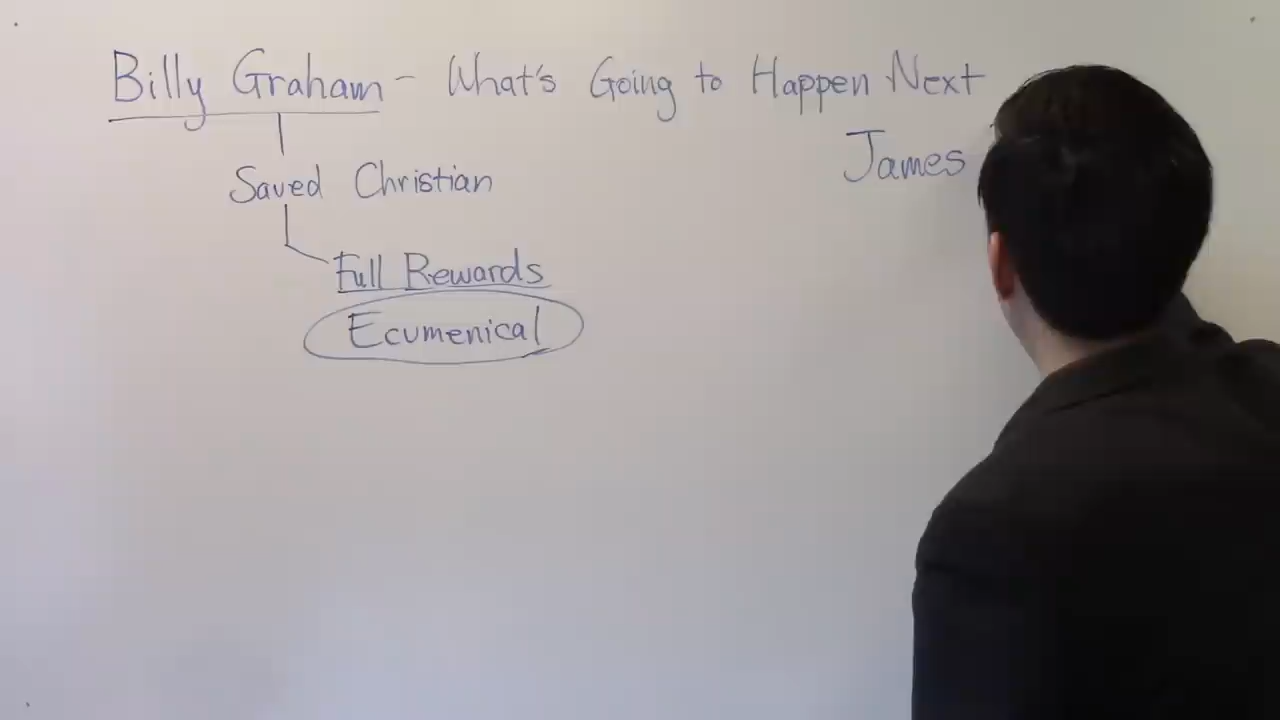 Billy Graham - What's Going to Happen Next
James
Saved Christian
Full Rewards
Ecumenical